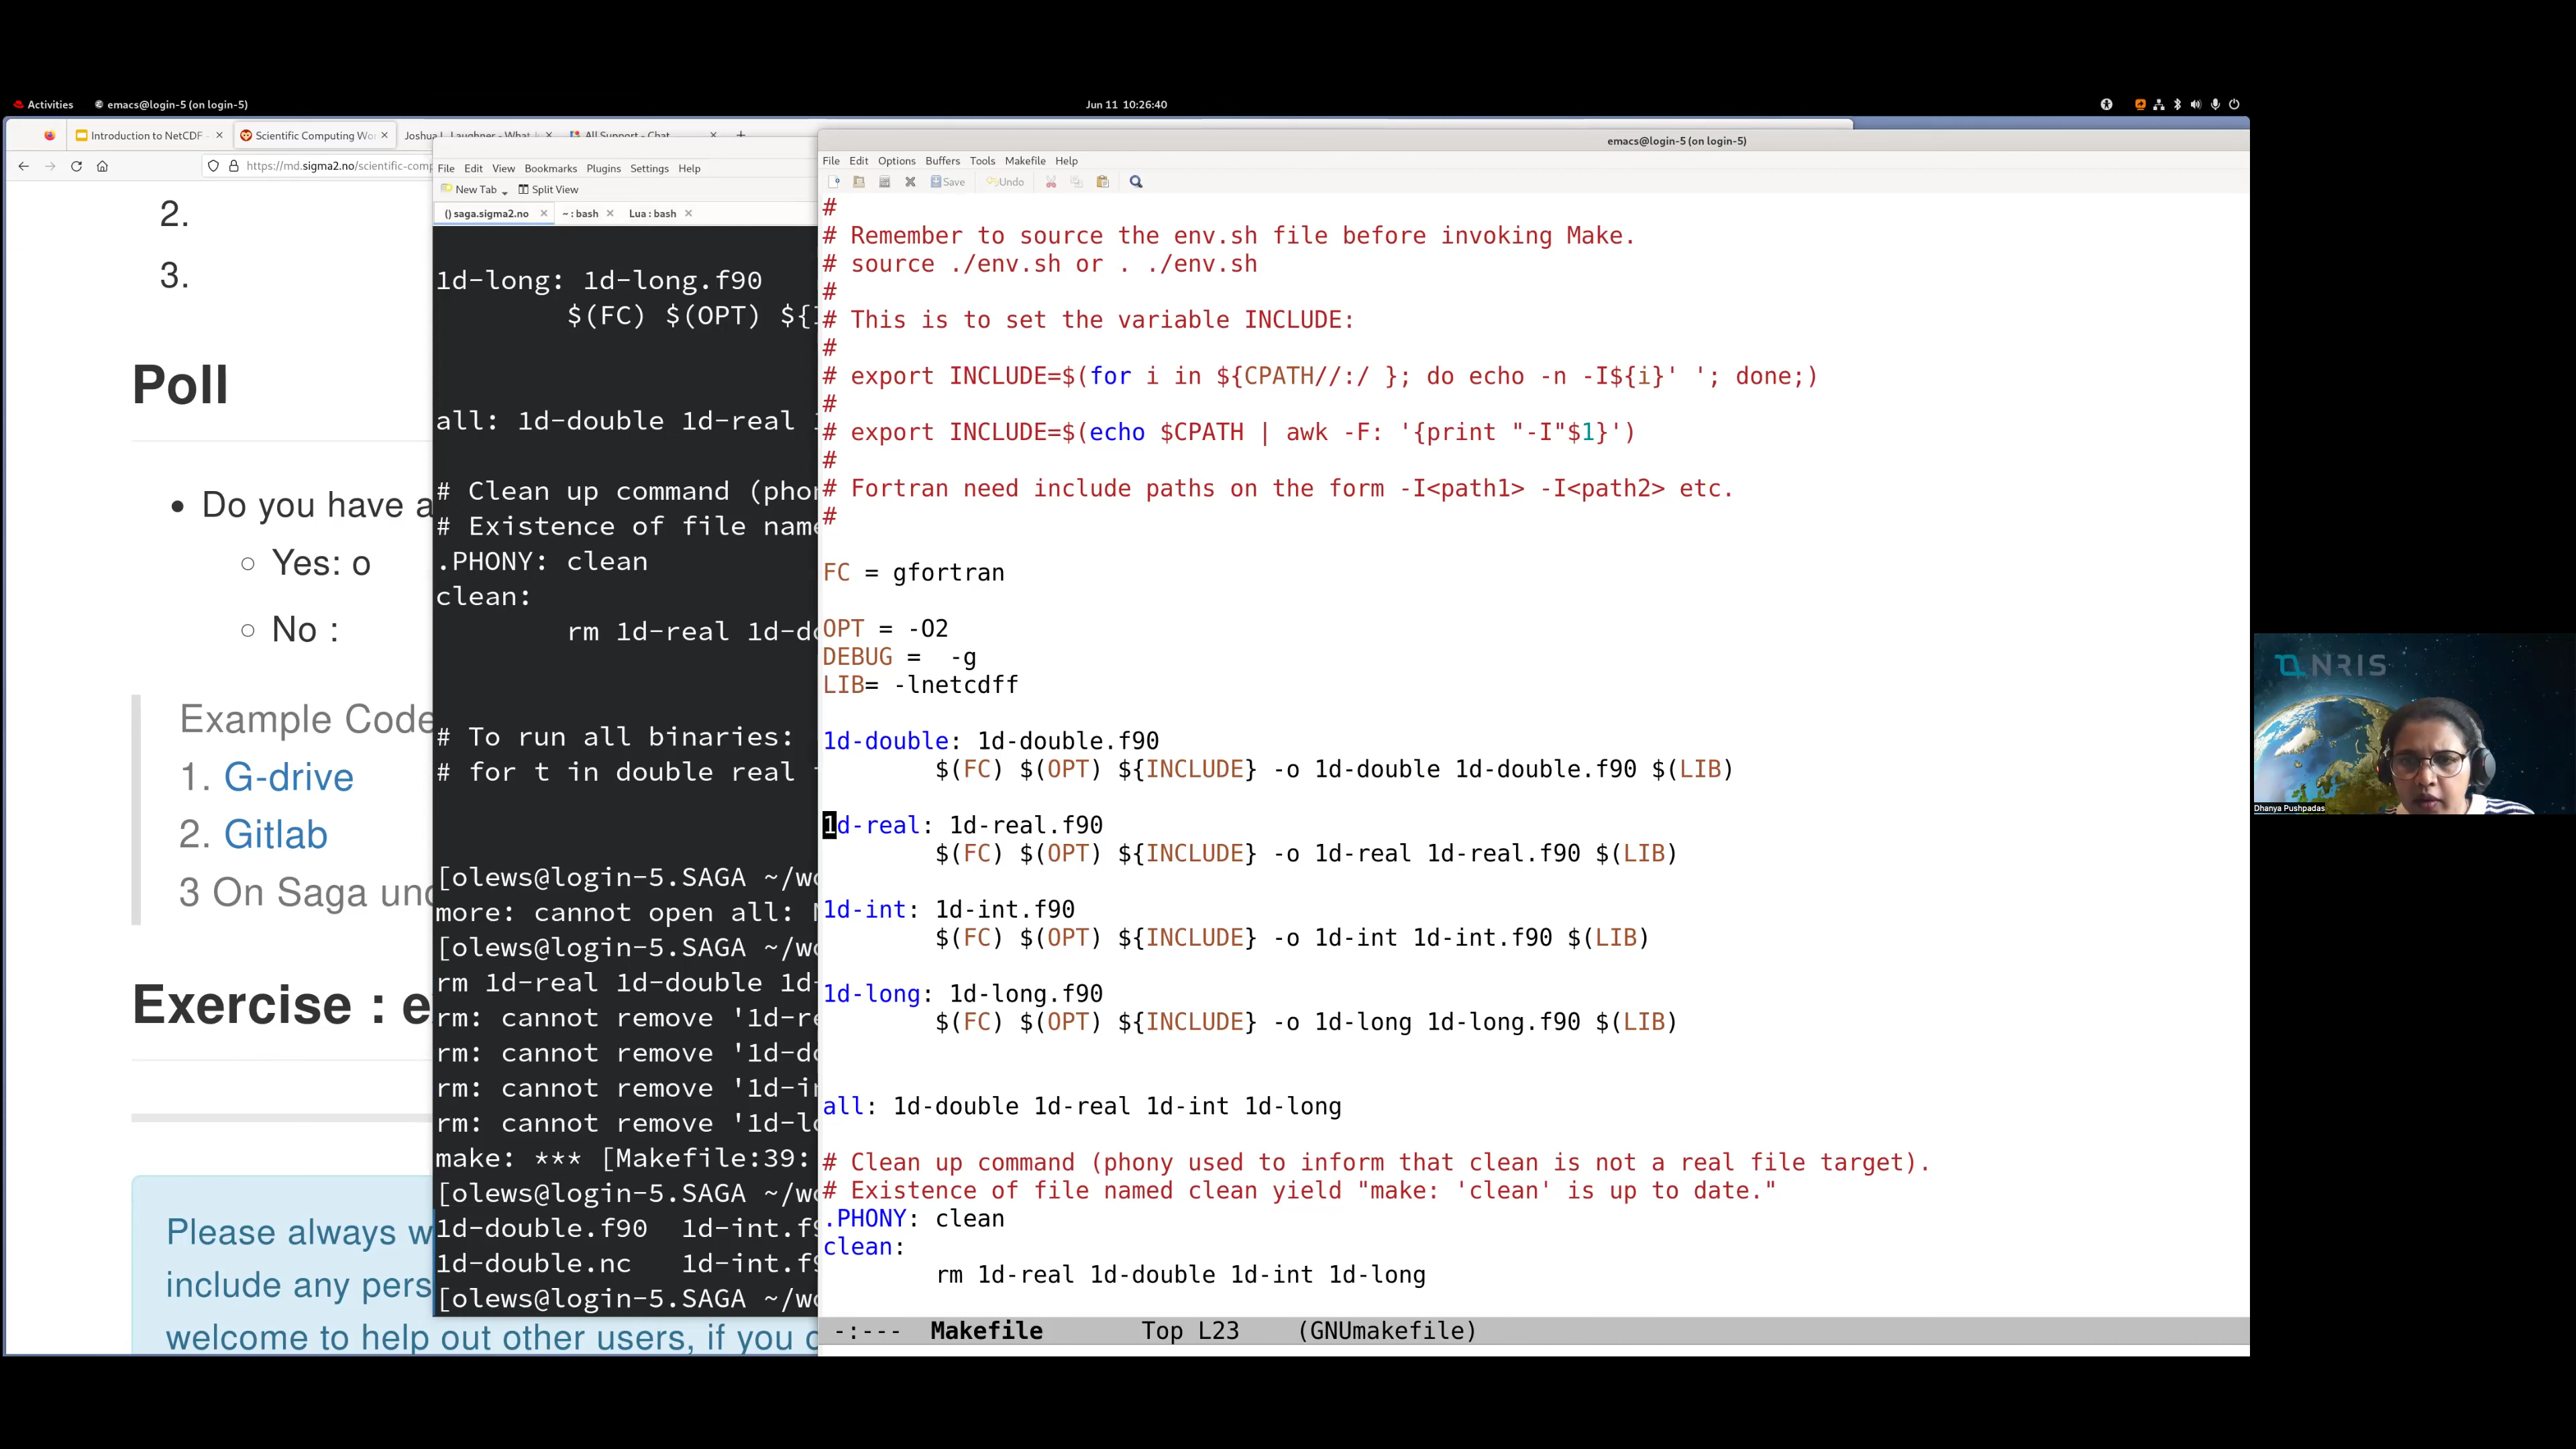 Activities
emacs@login-5 (on login-5)
Jun 11 10:26:40
Introduction to NetCDF
Scientific Computing Wor
Joshua L. Laughner - What
All Support - Chat
https://md.sigma2.no/scientific-comp
2.
3.
Poll
Do you have a
Yes: o
No :
Example Code
1. G-drive
2. Gitlab
3 On Saga und
Exercise : e
Please always w
include any pers
welcome to help out other users, if you c
File Edit View Bookmarks Plugins Settings Help
New Tab Split View
() saga.sigma2.no
~ : bash
Lua : bash
1d-long: 1d-long.f90
$(FC) $(OPT) ${
all: 1d-double 1d-real
# Clean up command (phon
# Existence of file name
.PHONY: clean
clean:
rm 1d-real 1d-do
# To run all binaries:
# for t in double real
[olews@login-5.SAGA ~/wo
more: cannot open all:
[olews@login-5.SAGA ~/wo
rm 1d-real 1d-double 1d-
rm: cannot remove '1d-re
rm: cannot remove '1d-do
rm: cannot remove '1d-in
rm: cannot remove '1d-lo
make: *** [Makefile:39:
[olews@login-5.SAGA ~/wo
1d-double.f90 1d-int.f9
1d-double.nc 1d-int.f9
[olews@login-5.SAGA ~/wo
emacs@login-5 (on login-5)
File Edit Options Buffers Tools Makefile Help
Save Undo
#
# Remember to source the env.sh file before invoking Make.
# source ./env.sh or . ./env.sh
#
# This is to set the variable INCLUDE:
#
# export INCLUDE=$(for i in ${CPATH//:/ }; do echo -n -I${i}' '; done;)
#
# export INCLUDE=$(echo $CPATH | awk -F: '{print "-I"$1}')
#
# Fortran need include paths on the form -I<path1> -I<path2> etc.
#
FC = gfortran
OPT = -O2
DEBUG =  -g
LIB= -lnetcdff
1d-double: 1d-double.f90
$(FC) $(OPT) ${INCLUDE} -o 1d-double 1d-double.f90 $(LIB)
1d-real: 1d-real.f90
$(FC) $(OPT) ${INCLUDE} -o 1d-real 1d-real.f90 $(LIB)
1d-int: 1d-int.f90
$(FC) $(OPT) ${INCLUDE} -o 1d-int 1d-int.f90 $(LIB)
1d-long: 1d-long.f90
$(FC) $(OPT) ${INCLUDE} -o 1d-long 1d-long.f90 $(LIB)
all: 1d-double 1d-real 1d-int 1d-long
# Clean up command (phony used to inform that clean is not a real file target).
# Existence of file named clean yield "make: 'clean' is up to date."
.PHONY: clean
clean:
rm 1d-real 1d-double 1d-int 1d-long
-:--- Makefile Top L23 (GNUmakefile)
NRIS
Dhanya Pushpadas